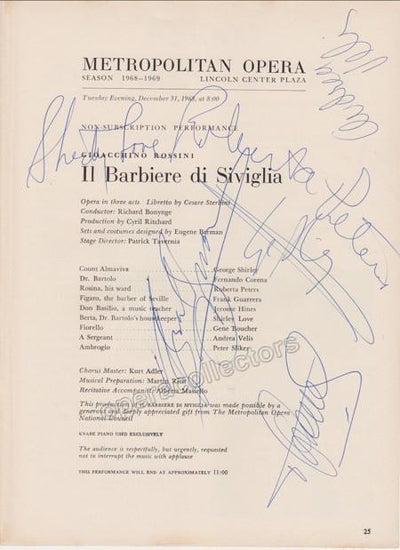 METROPOLITAN OPERA
SEASON 1968-1969 LINCOLN CENTER PLAZA
Tuesday Evening, December 31, 1968, at 8:00
NON-SUBSCRIPTION PERFORMANCE
Shirley Love Roberta Peters
GIOACCHINO ROSSINI
Il Barbiere di Siviglia
Opera in three acts Libretto by Cesare Sterbini
Conductor: Richard Bonynge
Production by Cyril Ritchard
Sets and costumes designed by Eugene Berman
Stage Director: Patrick Tavernia
Count Almaviva George Shirley
Dr. Bartolo Fernando Corena
Rosina, his ward Roberta Peters
Figaro, the barber of Seville Frank Guarrera
Don Basilio, a music teacher Jerome Hines
Berta, Dr. Bartolo's housekeeper Shirley Love
Fiorello Gene Boucher
A Sergeant Andrea Velis
Ambrogio Peter Sliker
Chorus Master: Kurt Adler
Musical Preparation: Martin Rich
Recitative Accompanist: Alberta Masiello
operacollectors
This production of IL BARBIERE DI SIVIGLIA was made possible by a
generous and deeply appreciated gift from The Metropolitan Opera
National Council
KNABE PIANO USED EXCLUSIVELY
The audience is respectfully, but urgently, requested
not to interrupt the music with applause
THIS PERFORMANCE WILL END AT APPROXIMATELY 11:00
25